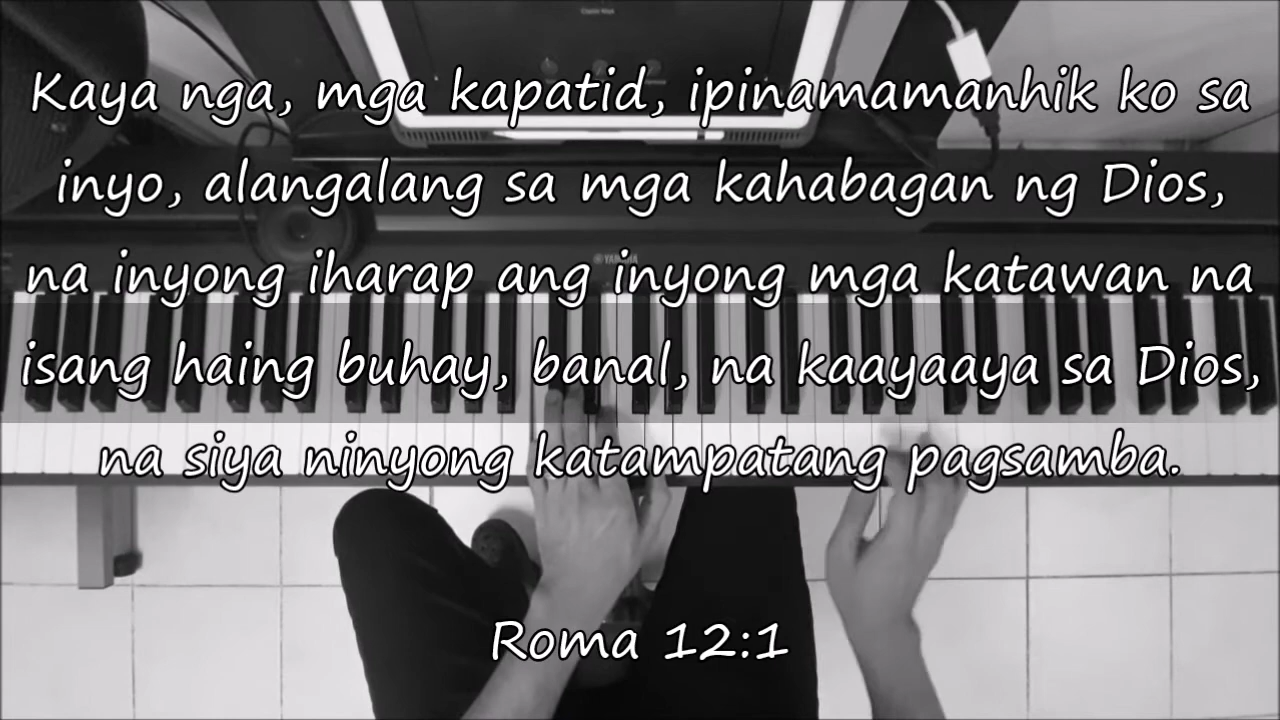 Kaya nga, mga kapatid, ipinamamanhik ko sa
inyo, alangalang sa mga kahabagan ng Dios,
na inyong iharap ang inyong mga katawan na
isang haing buhay, banal, na kaayaaya sa Dios,
na siya ninyong katampatang pagsamba.
Roma 12:1
YAMAHA